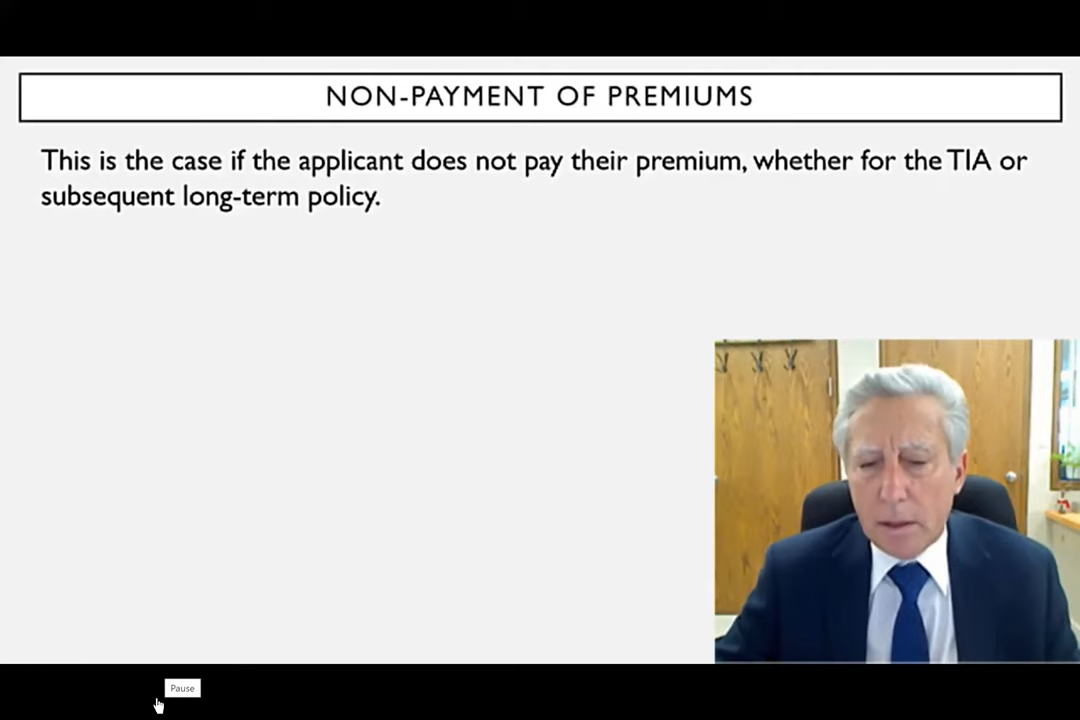 NON-PAYMENT OF PREMIUMS
This is the case if the applicant does not pay their premium, whether for the TIA or
subsequent long-term policy.
Pause